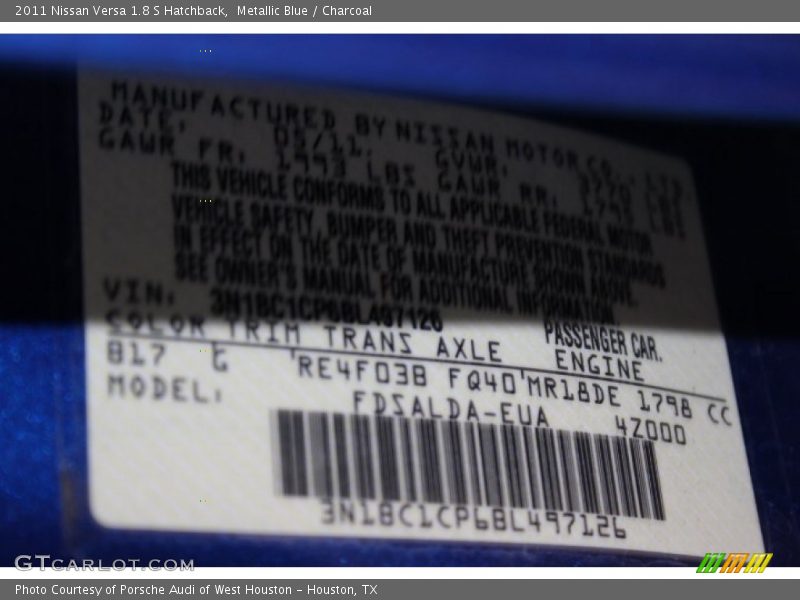 2011 Nissan Versa 1.8 S Hatchback,  Metallic Blue / Charcoal
MANUFACTURED BY NISSAN MOTOR CO., LTD
DATE, 05/11, GVWR,
GAWR FR, 1993 LBS GAWR RR, LBS
THIS VEHICLE CONFORMS TO ALL APPLICABLE FEDERAL MOTOR
VEHICLE SAFETY, BUMPER AND THEFT PREVENTION STANDARDS
IN EFFECT ON THE DATE OF MANUFACTURE SHOWN ABOVE.
SEE OWNER'S MANUAL FOR ADDITIONAL INFORMATION.
VIN, 3N1BC1CP6BL497126 PASSENGER CAR.
COLOR TRIM TRANS AXLE ENGINE
B17 G 'RE4F03B FQ40'MR18DE 1798 CC
MODEL, FDSALDA-EUA 4Z000
3N1BC1CP6BL497126
GTCARLOT.COM
Photo Courtesy of Porsche Audi of West Houston – Houston, TX